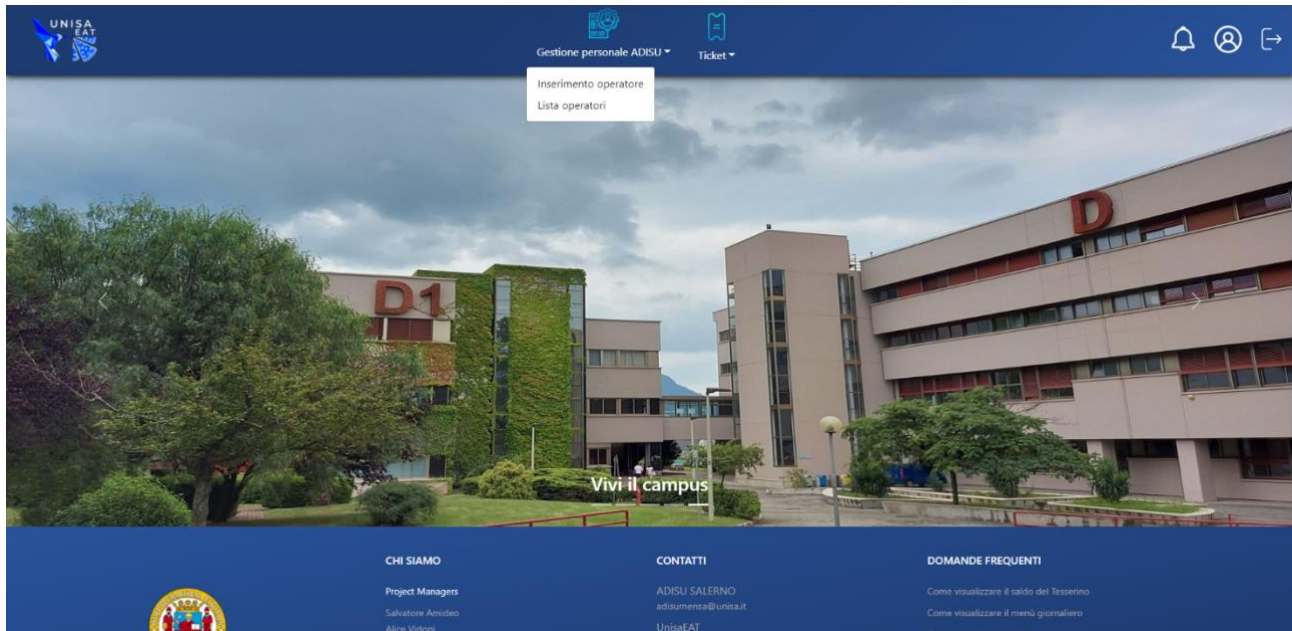 UNISA
EAT
Gestione personale ADISU
Ticket
Inserimento operatore
Lista operatori
D1
D
Vivi il campus
CHI SIAMO
Project Managers
Salvatore Amideo
Alice Vidoni
CONTATTI
ADISU SALERNO
adisumensa@unisa.it
UnisaEAT
DOMANDE FREQUENTI
Come visualizzare il saldo del Tesserino
Come visualizzare il menù giornaliero